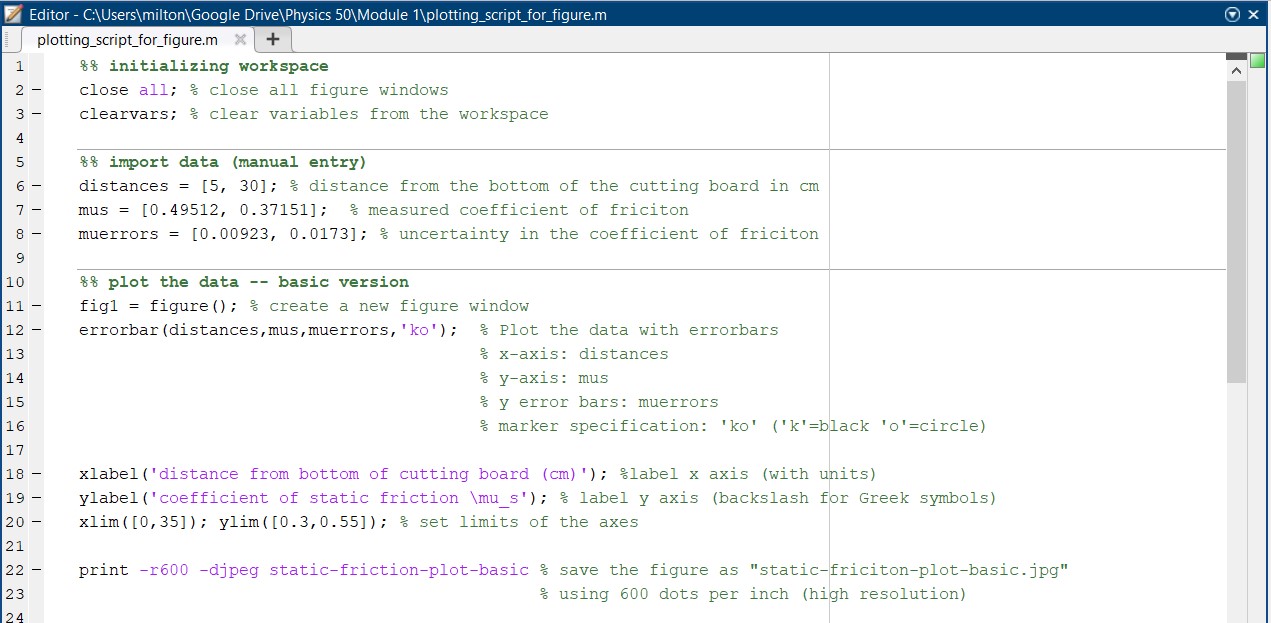 Editor - C:\Users\milton\Google Drive\Physics 50\Module 1\plotting_script_for_figure.m
plotting_script_for_figure.m
1 %% initializing workspace
2 – close all; % close all figure windows
3 – clearvars; % clear variables from the workspace
4
5 %% import data (manual entry)
6 – distances = [5, 30]; % distance from the bottom of the cutting board in cm
7 – mus = [0.49512, 0.37151];  % measured coefficient of friciton
8 – muerrors = [0.00923, 0.0173]; % uncertainty in the coefficient of friciton
9
10 %% plot the data -- basic version
11 – fig1 = figure(); % create a new figure window
12 – errorbar(distances,mus,muerrors,'ko');  % Plot the data with errorbars
13 % x-axis: distances
14 % y-axis: mus
15 % y error bars: muerrors
16 % marker specification: 'ko' ('k'=black 'o'=circle)
17
18 – xlabel('distance from bottom of cutting board (cm)'); %label x axis (with units)
19 – ylabel('coefficient of static friction \mu_s'); % label y axis (backslash for Greek symbols)
20 – xlim([0,35]); ylim([0.3,0.55]); % set limits of the axes
21
22 – print -r600 -djpeg static-friction-plot-basic % save the figure as "static-friciton-plot-basic.jpg"
23 % using 600 dots per inch (high resolution)
24